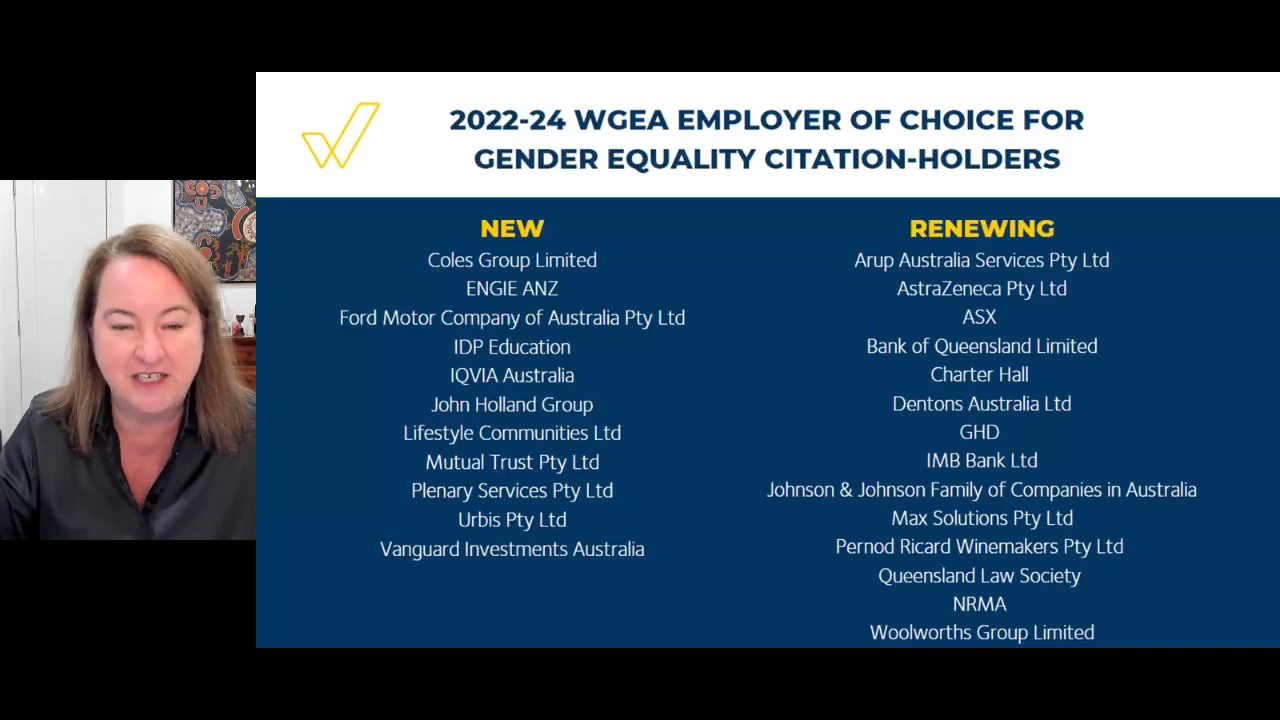 2022-24 WGEA EMPLOYER OF CHOICE FOR
GENDER EQUALITY CITATION-HOLDERS
NEW
Coles Group Limited
ENGIE ANZ
Ford Motor Company of Australia Pty Ltd
IDP Education
IQVIA Australia
John Holland Group
Lifestyle Communities Ltd
Mutual Trust Pty Ltd
Plenary Services Pty Ltd
Urbis Pty Ltd
Vanguard Investments Australia
RENEWING
Arup Australia Services Pty Ltd
AstraZeneca Pty Ltd
ASX
Bank of Queensland Limited
Charter Hall
Dentons Australia Ltd
GHD
IMB Bank Ltd
Johnson & Johnson Family of Companies in Australia
Max Solutions Pty Ltd
Pernod Ricard Winemakers Pty Ltd
Queensland Law Society
NRMA
Woolworths Group Limited